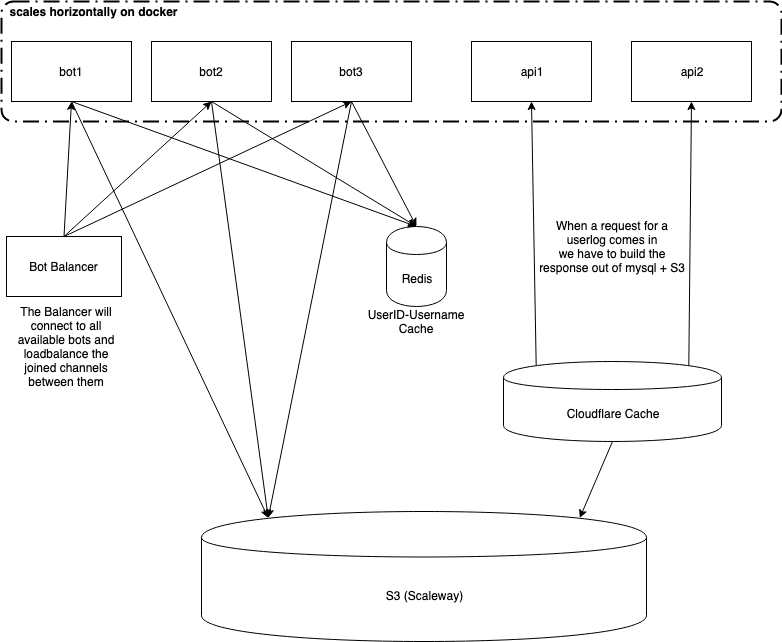 scales horizontally on docker
bot1
bot2
bot3
api1
api2
When a request for a
userlog comes in
we have to build the
response out of mysql + S3
Bot Balancer
Redis
The Balancer will
connect to all
available bots and
loadbalance the
joined channels
between them
UserID-Username
Cache
Cloudflare Cache
S3 (Scaleway)